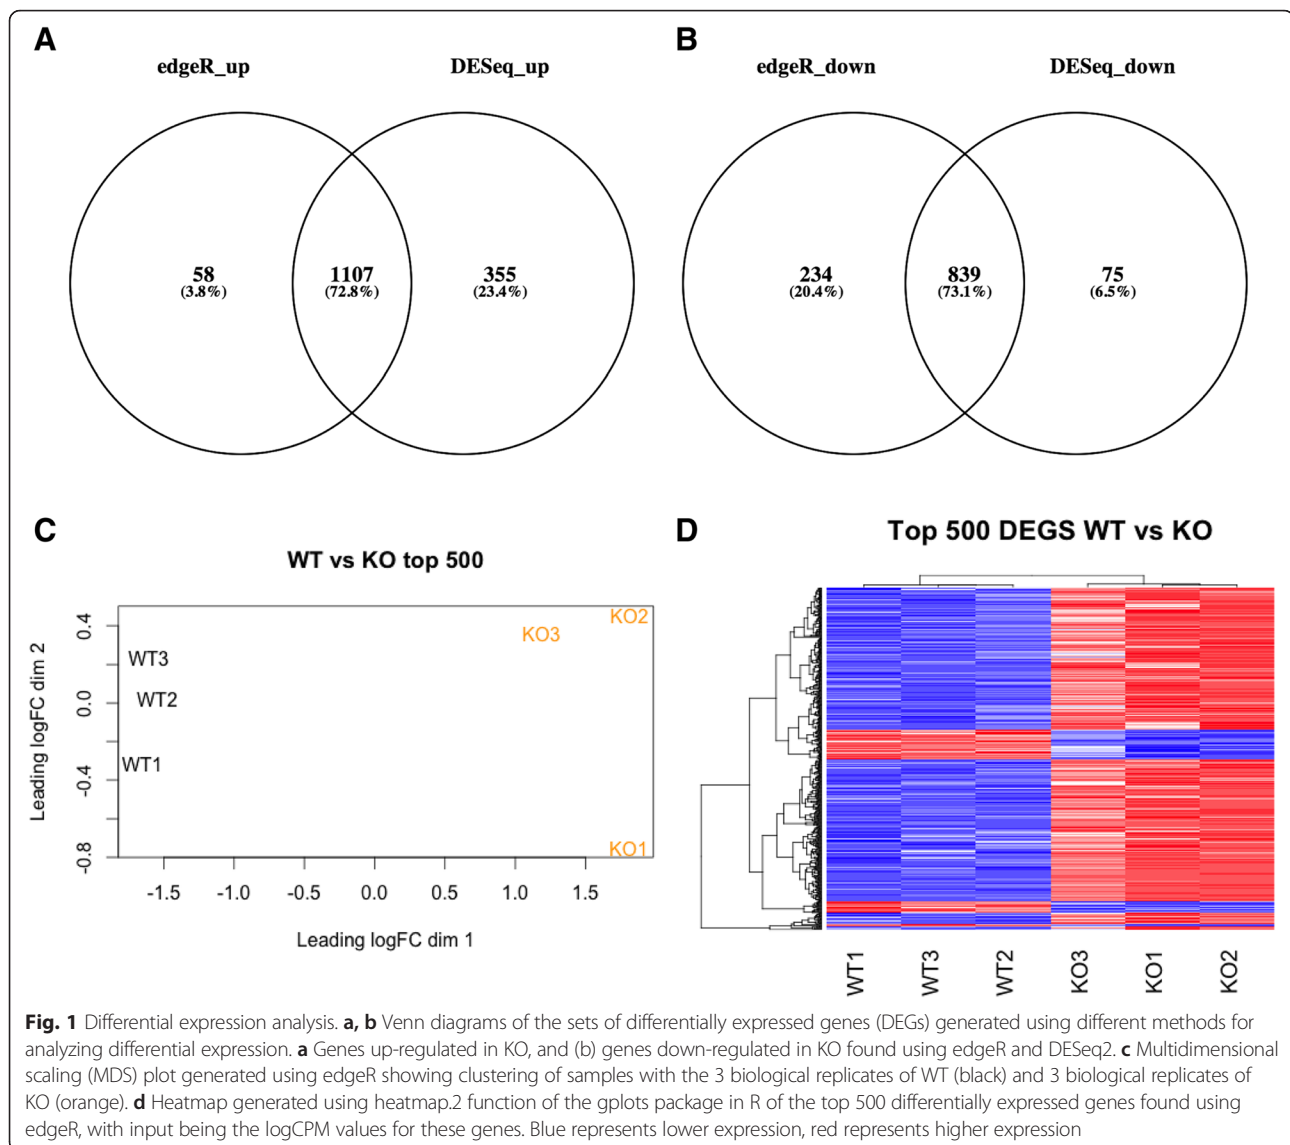 A
B
edgeR_up
DESeq_up
edgeR_down
DESeq_down
58
(3.8%)
1107
(72.8%)
355
(23.4%)
234
(20.4%)
839
(73.1%)
75
(6.5%)
C
WT vs KO top 500
Leading logFC dim 2
0.4
0.0
-0.4
-0.8
KO2
KO3
WT3
WT2
WT1
KO1
-1.5
-1.0
-0.5
0.0
0.5
1.0
1.5
Leading logFC dim 1
D
Top 500 DEGS WT vs KO
WT1
WT3
WT2
KO3
KO1
KO2
Fig. 1 Differential expression analysis. a, b Venn diagrams of the sets of differentially expressed genes (DEGs) generated using different methods for
analyzing differential expression. a Genes up-regulated in KO, and (b) genes down-regulated in KO found using edgeR and DESeq2. c Multidimensional
scaling (MDS) plot generated using edgeR showing clustering of samples with the 3 biological replicates of WT (black) and 3 biological replicates of
KO (orange). d Heatmap generated using heatmap.2 function of the gplots package in R of the top 500 differentially expressed genes found using
edgeR, with input being the logCPM values for these genes. Blue represents lower expression, red represents higher expression